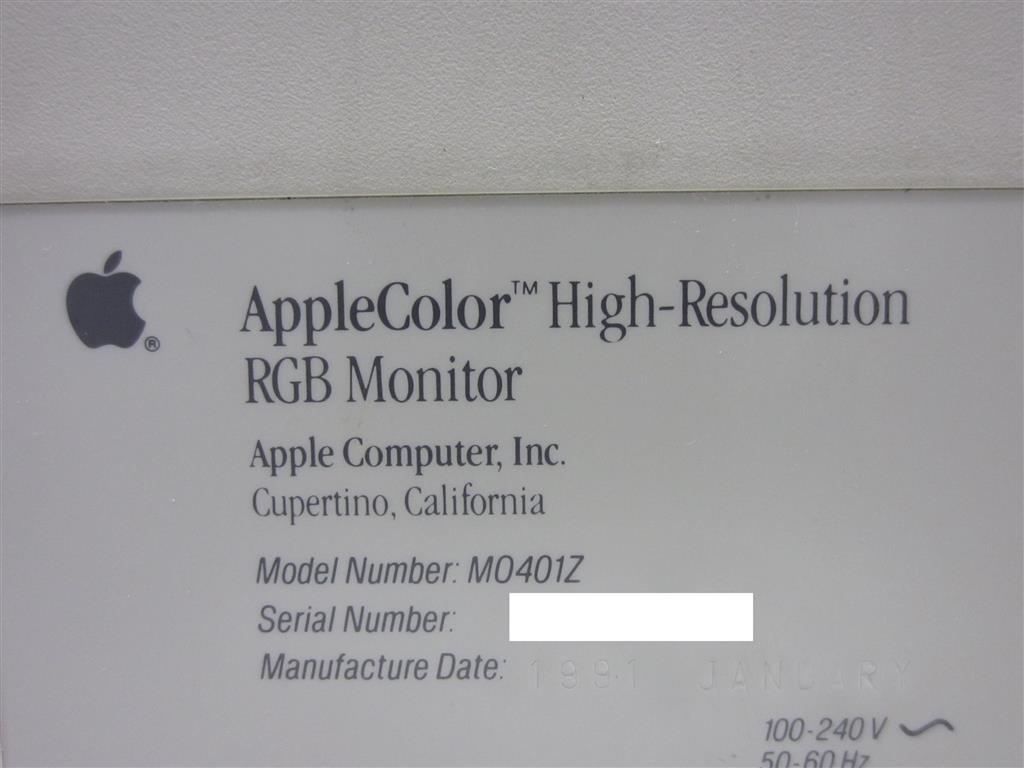 AppleColor™ High-Resolution
RGB Monitor
Apple Computer, Inc.
Cupertino, California
Model Number: MO401Z
Serial Number:
Manufacture Date: 1991 JANUARY
100-240 V
50-60 Hz
®